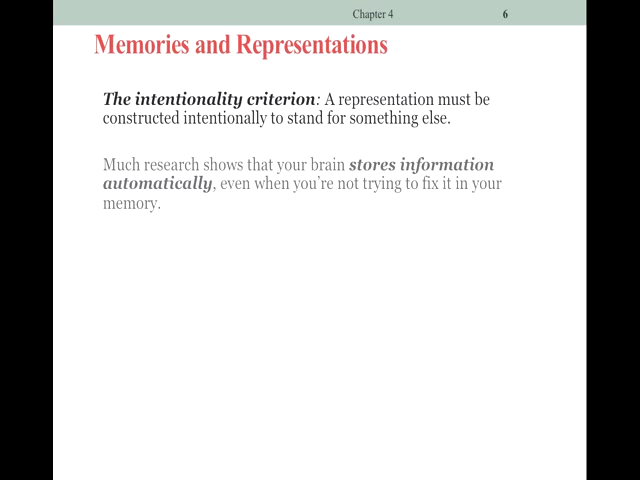 Chapter 4 6
Memories and Representations
The intentionality criterion: A representation must be
constructed intentionally to stand for something else.
Much research shows that your brain stores information
automatically, even when you’re not trying to fix it in your
memory.